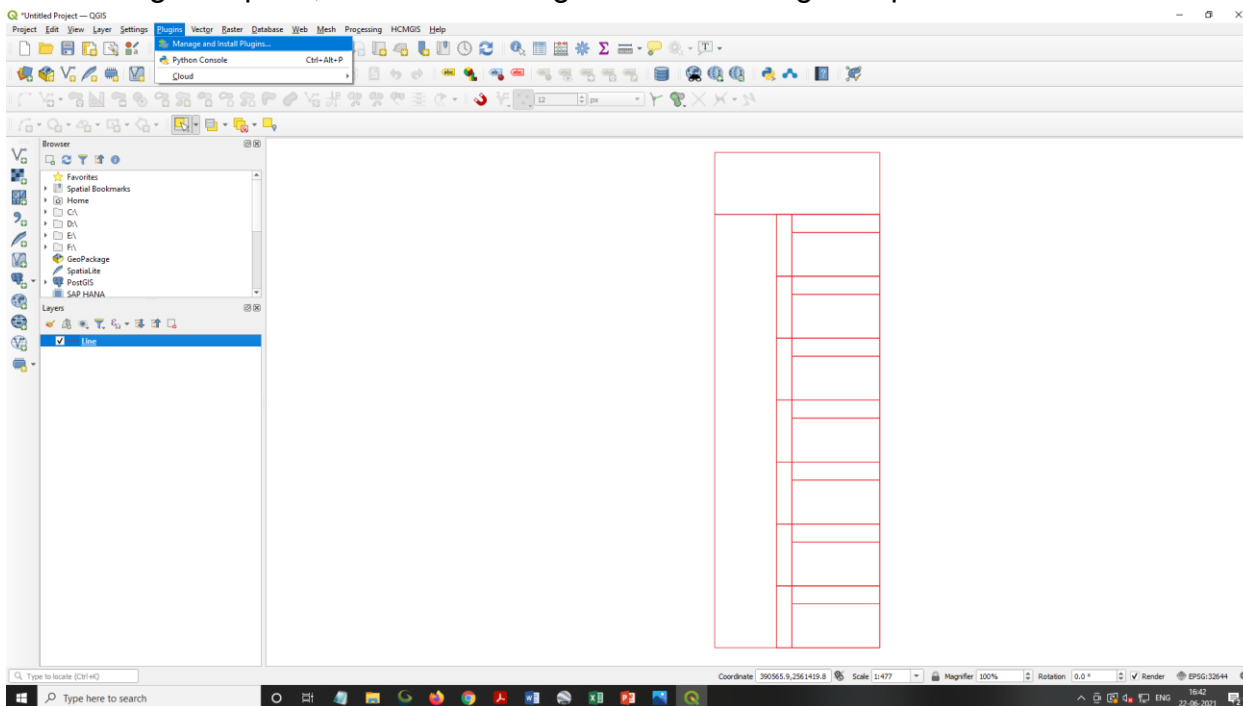 *Untitled Project — QGIS
Project Edit View Layer Settings Plugins Vector Raster Database Web Mesh Processing HCMGIS Help
Manage and Install Plugins...
Python Console Ctrl+Alt+P
Cloud
12 px
Browser
Favorites
Spatial Bookmarks
Home
C:\
D:\
E:\
F:\
GeoPackage
SpatiaLite
PostGIS
SAP HANA
Layers
Line
Type to locate (Ctrl+K)
Coordinate 390565.9,2561419.8 Scale 1:477 Magnifier 100% Rotation 0.0 ° Render EPSG:32644
Type here to search
ENG 16:42
22-06-2021